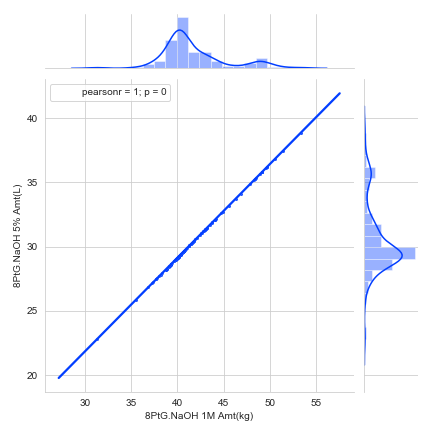 pearsonr = 1; p = 0
40
35
30
25
20
8PtG.NaOH 5% Amt(L)
30 35 40 45 50 55
8PtG.NaOH 1M Amt(kg)